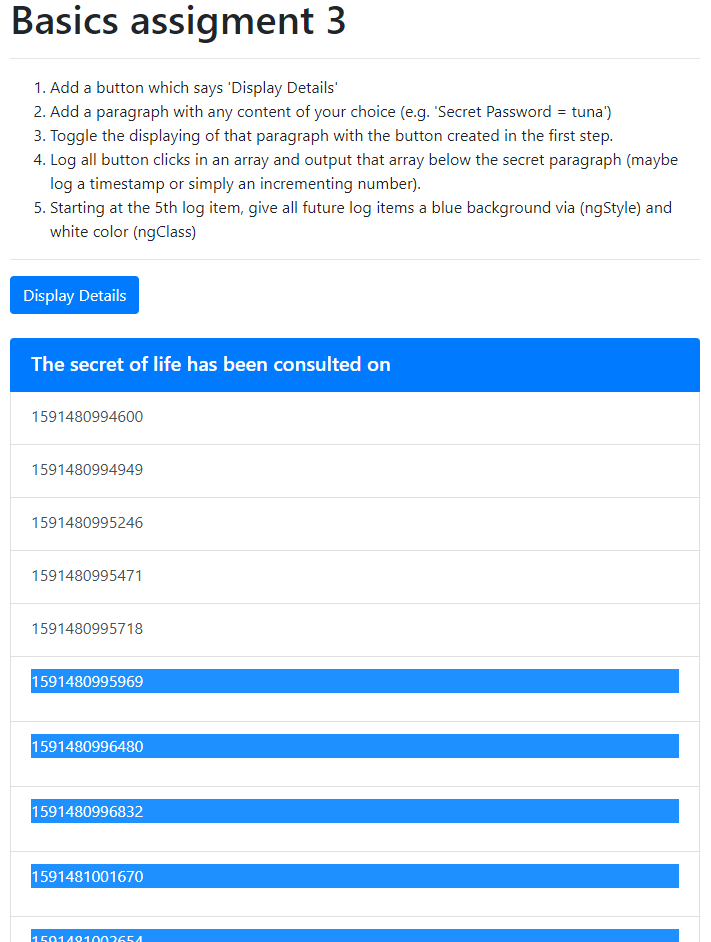 Basics assigment 3
1. Add a button which says 'Display Details'
2. Add a paragraph with any content of your choice (e.g. 'Secret Password = tuna')
3. Toggle the displaying of that paragraph with the button created in the first step.
4. Log all button clicks in an array and output that array below the secret paragraph (maybe
log a timestamp or simply an incrementing number).
5. Starting at the 5th log item, give all future log items a blue background via (ngStyle) and
white color (ngClass)
Display Details
The secret of life has been consulted on
1591480994600
1591480994949
1591480995246
1591480995471
1591480995718
1591480995969
1591480996480
1591480996832
1591481001670
1591481002654